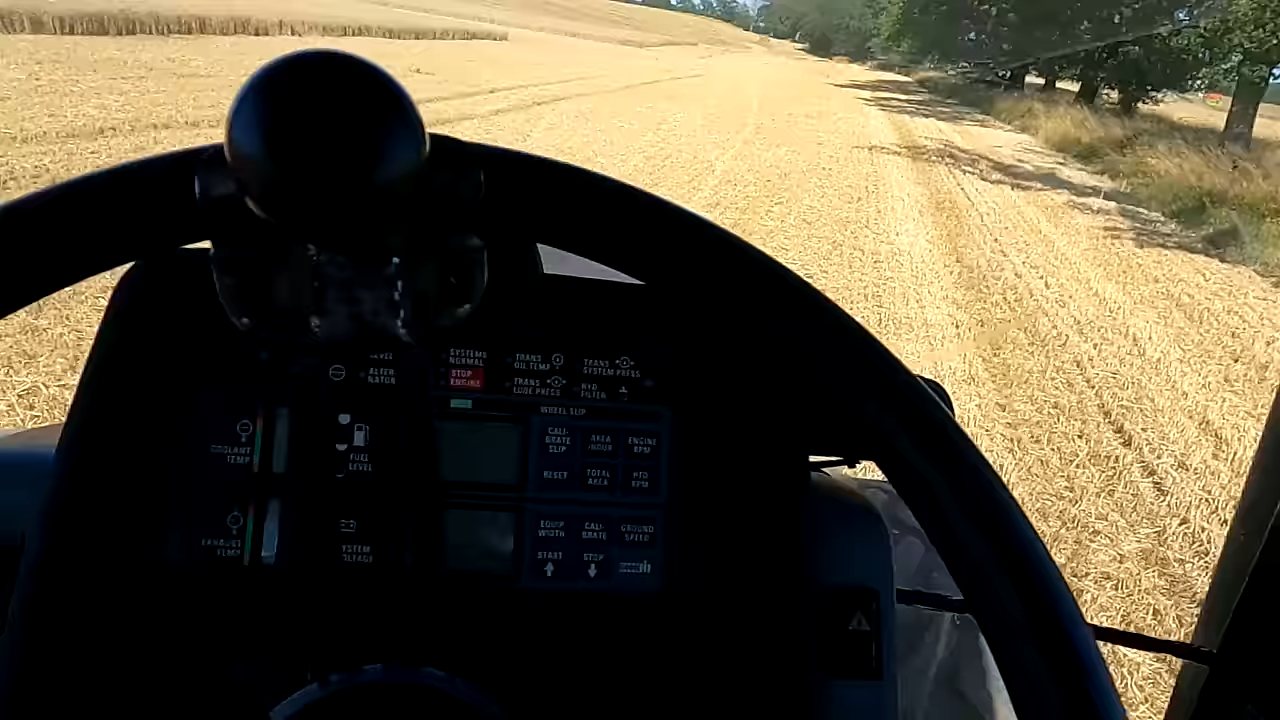 LEVEL
ALTER
NATOR
SYSTEMS
NORMAL
STOP
ENGINE
TRANS
OIL TEMP
TRANS
SYSTEM PRESS
TRANS
LUBE PRESS
HYD
FILTER
WHEEL SLIP
CALI-
BRATE
SLIP
AREA
/HOUR
ENGINE
RPM
RESET
TOTAL
AREA
PTO
RPM
COOLANT
TEMP
FUEL
LEVEL
EXHAUST
TEMP
YSTEM
EQUIP
WIDTH
CALI-
BRATE
GROUND
SPEED
START
STOP